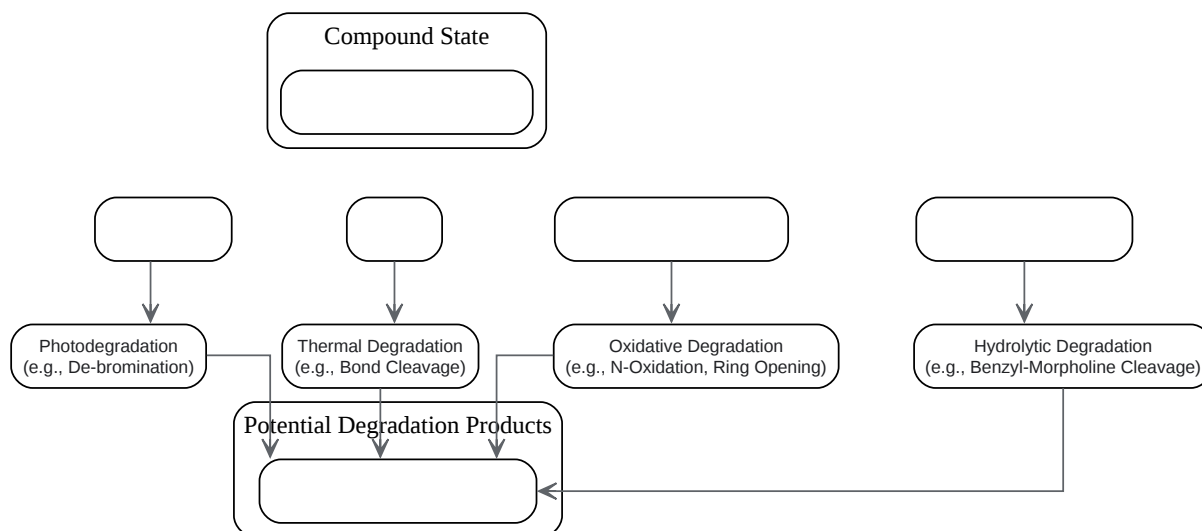 Compound State
Photodegradation
(e.g., De-bromination)
Thermal Degradation
(e.g., Bond Cleavage)
Oxidative Degradation
(e.g., N-Oxidation, Ring Opening)
Hydrolytic Degradation
(e.g., Benzyl-Morpholine Cleavage)
Potential Degradation Products